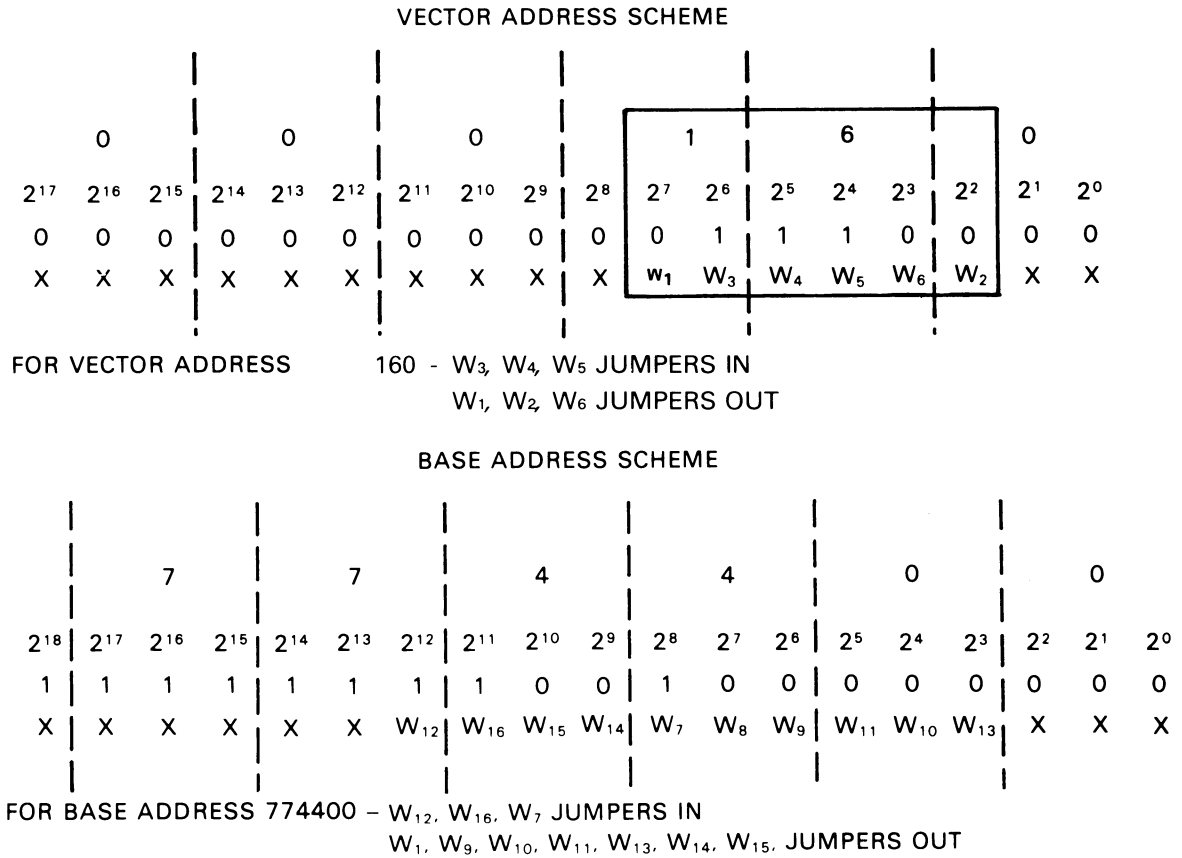 VECTOR ADDRESS SCHEME
0 0 0 1 6 0
2¹⁷ 2¹⁶ 2¹⁵ 2¹⁴ 2¹³ 2¹² 2¹¹ 2¹⁰ 2⁹ 2⁸ 2⁷ 2⁶ 2⁵ 2⁴ 2³ 2² 2¹ 2⁰
0 0 0 0 0 0 0 0 0 0 0 1 1 1 0 0 0 0
X X X X X X X X X X W₁ W₃ W₄ W₅ W₆ W₂ X X
FOR VECTOR ADDRESS 160 - W₃, W₄, W₅ JUMPERS IN
W₁, W₂, W₆ JUMPERS OUT
BASE ADDRESS SCHEME
7 7 4 4 0 0
2¹⁸ 2¹⁷ 2¹⁶ 2¹⁵ 2¹⁴ 2¹³ 2¹² 2¹¹ 2¹⁰ 2⁹ 2⁸ 2⁷ 2⁶ 2⁵ 2⁴ 2³ 2² 2¹ 2⁰
1 1 1 1 1 1 1 1 0 0 1 0 0 0 0 0 0 0 0
X X X X X X W₁₂ W₁₆ W₁₅ W₁₄ W₇ W₈ W₉ W₁₁ W₁₀ W₁₃ X X X
FOR BASE ADDRESS 774400 – W₁₂, W₁₆, W₇ JUMPERS IN
W₁, W₉, W₁₀, W₁₁, W₁₃, W₁₄, W₁₅, JUMPERS OUT